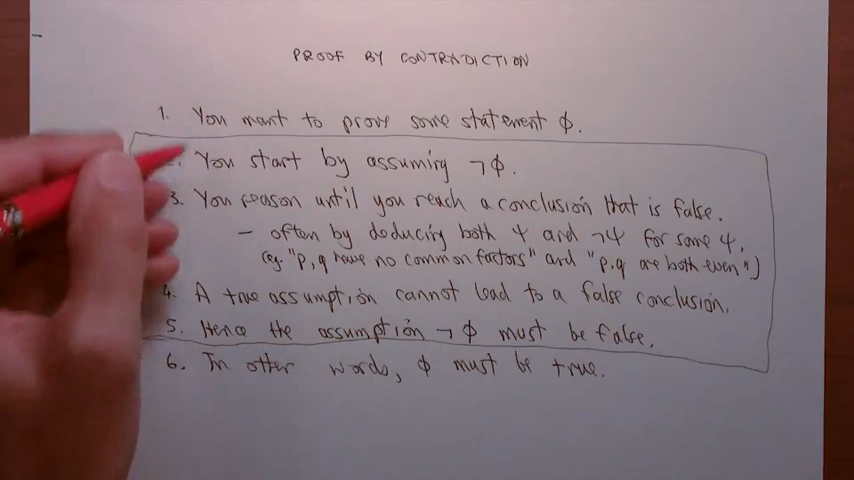 PROOF BY CONTRADICTION
1. You want to prove some statement Φ.
2. You start by assuming ¬Φ.
3. You reason until you reach a conclusion that is false.
– often by deducing both Ψ and ¬Ψ for some Ψ,
(eg "p,q have no common factors" and "p,q are both even")
4. A true assumption cannot lead to a false conclusion.
5. Hence the assumption ¬Φ must be false.
6. In other words, Φ must be true.